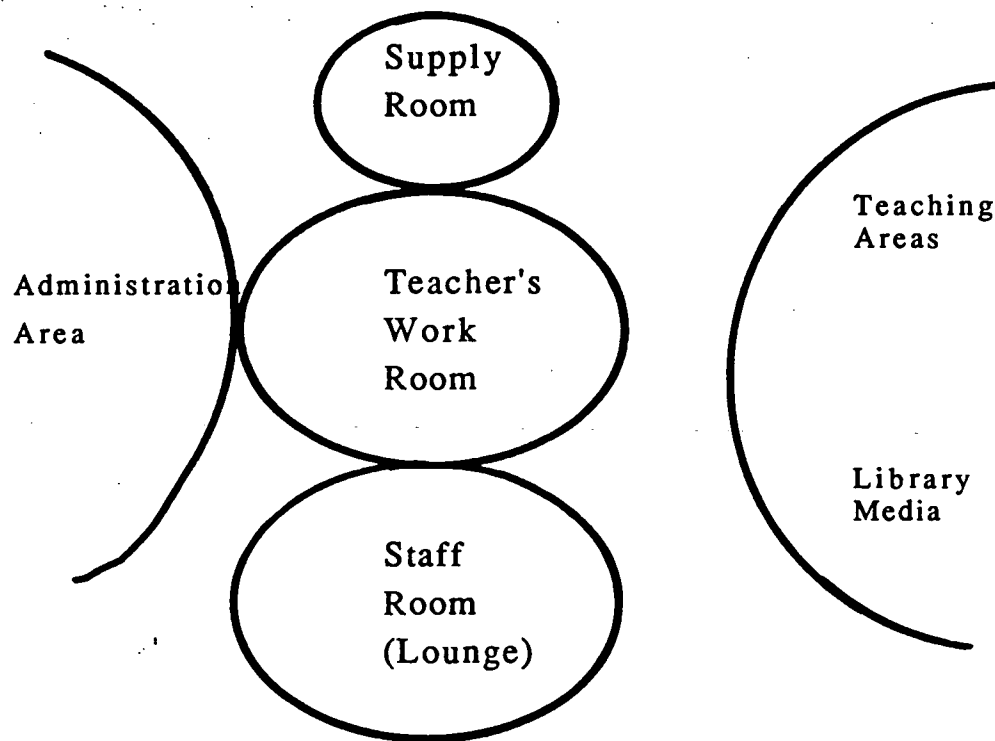 Supply
Room
Administration
Area
Teacher's
Work
Room
Teaching
Areas
Library
Media
Staff
Room
(Lounge)